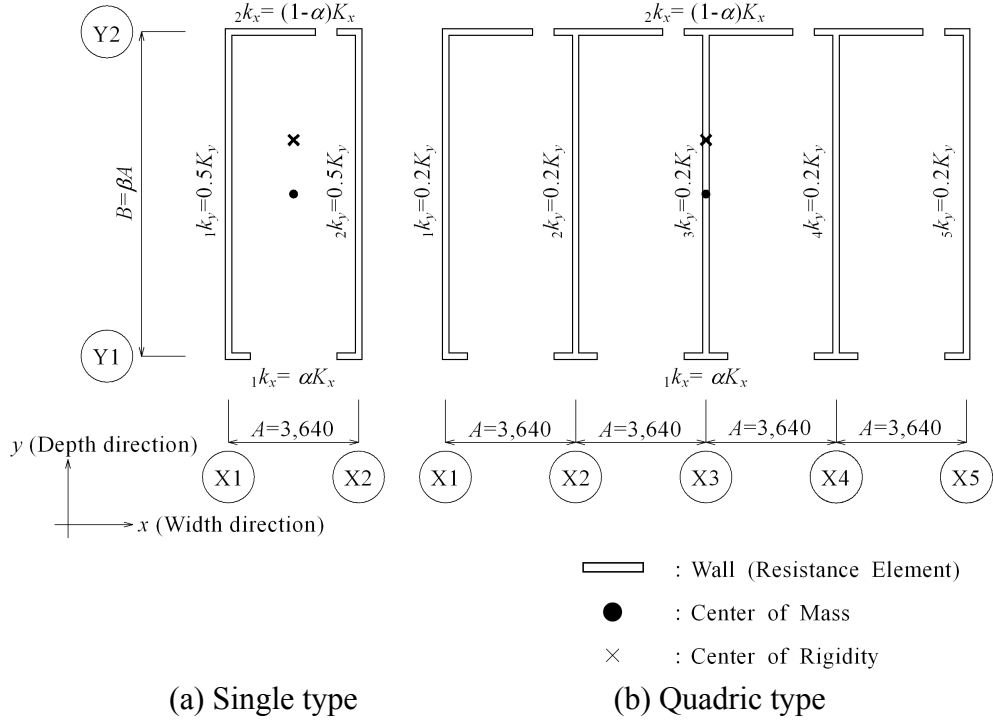 ₂kₓ= (1-α)Kₓ
₂kₓ= (1-α)Kₓ
Y2
B=βA
₁k_y=0.5K_y
₂k_y=0.5K_y
₁k_y=0.2K_y
₂k_y=0.2K_y
₃k_y=0.2K_y
₄k_y=0.2K_y
₅k_y=0.2K_y
Y1
₁kₓ= αKₓ
₁kₓ= αKₓ
A=3,640
A=3,640
A=3,640
A=3,640
A=3,640
y (Depth direction)
X1
X2
X1
X2
X3
X4
X5
x (Width direction)
: Wall (Resistance Element)
: Center of Mass
: Center of Rigidity
(a) Single type
(b) Quadric type